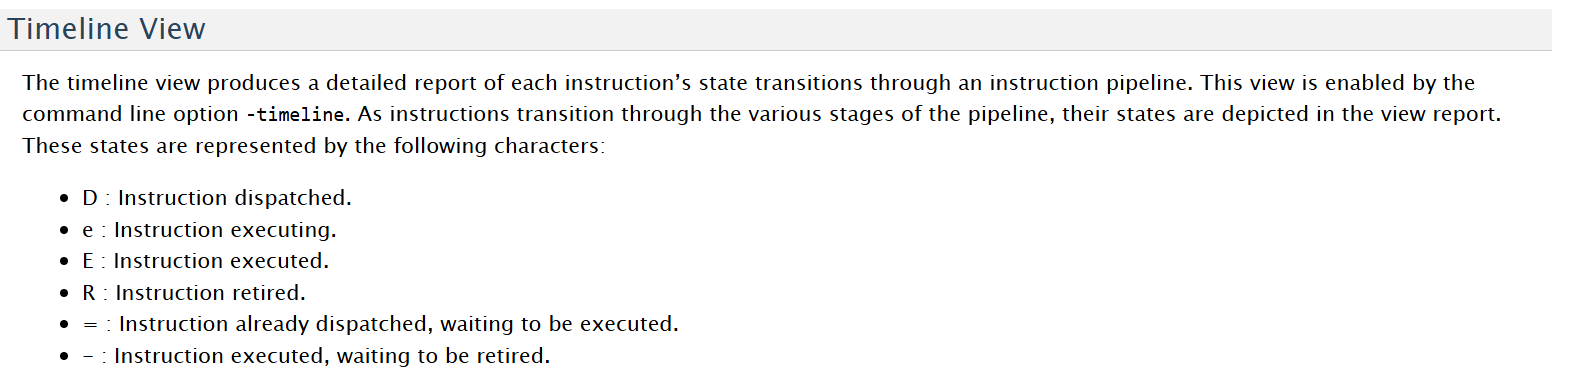 Timeline View
The timeline view produces a detailed report of each instruction’s state transitions through an instruction pipeline. This view is enabled by the
command line option -timeline. As instructions transition through the various stages of the pipeline, their states are depicted in the view report.
These states are represented by the following characters:
• D : Instruction dispatched.
• e : Instruction executing.
• E : Instruction executed.
• R : Instruction retired.
• = : Instruction already dispatched, waiting to be executed.
• - : Instruction executed, waiting to be retired.